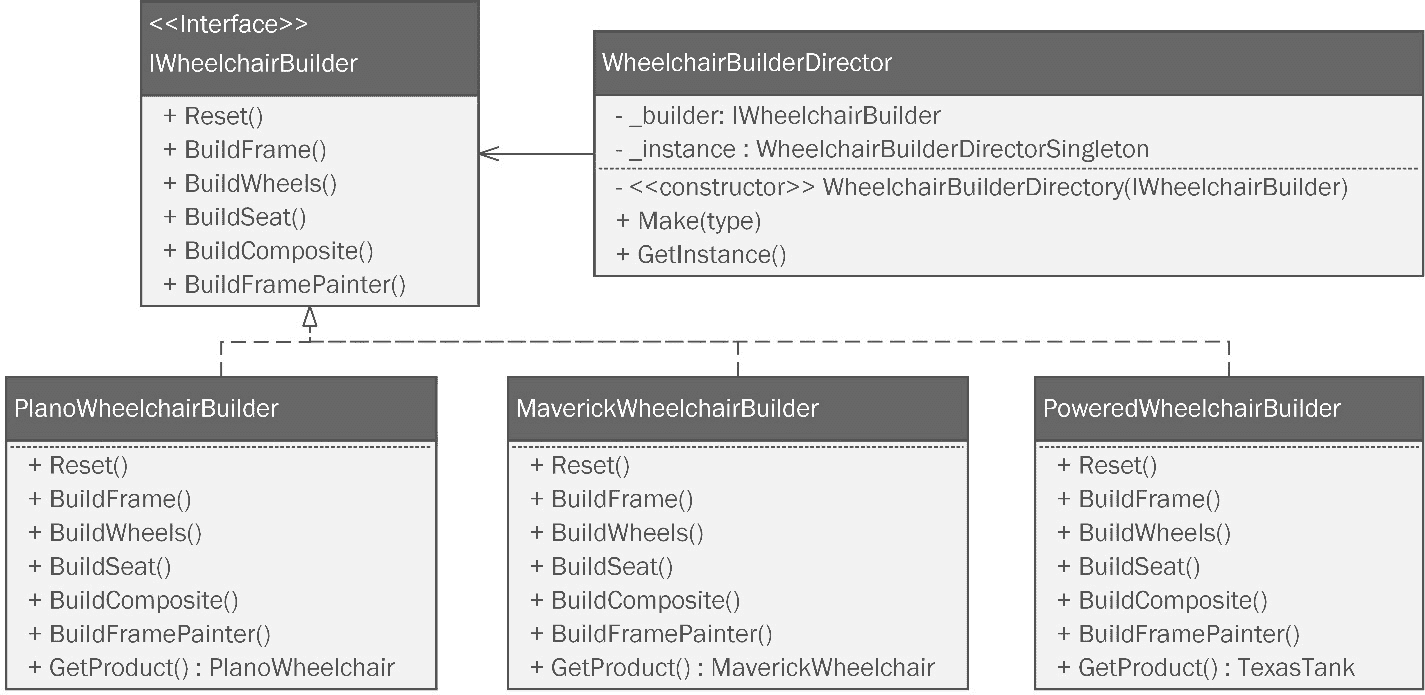 <<Interface>>
IWheelchairBuilder
+ Reset()
+ BuildFrame()
+ BuildWheels()
+ BuildSeat()
+ BuildComposite()
+ BuildFramePainter()
WheelchairBuilderDirector
- _builder: IWheelchairBuilder
- _instance : WheelchairBuilderDirectorSingleton
- <<constructor>> WheelchairBuilderDirectory(IWheelchairBuilder)
+ Make(type)
+ GetInstance()
PlanoWheelchairBuilder
+ Reset()
+ BuildFrame()
+ BuildWheels()
+ BuildSeat()
+ BuildComposite()
+ BuildFramePainter()
+ GetProduct() : PlanoWheelchair
MaverickWheelchairBuilder
+ Reset()
+ BuildFrame()
+ BuildWheels()
+ BuildSeat()
+ BuildComposite()
+ BuildFramePainter()
+ GetProduct() : MaverickWheelchair
PoweredWheelchairBuilder
+ Reset()
+ BuildFrame()
+ BuildWheels()
+ BuildSeat()
+ BuildComposite()
+ BuildFramePainter()
+ GetProduct() : TexasTank